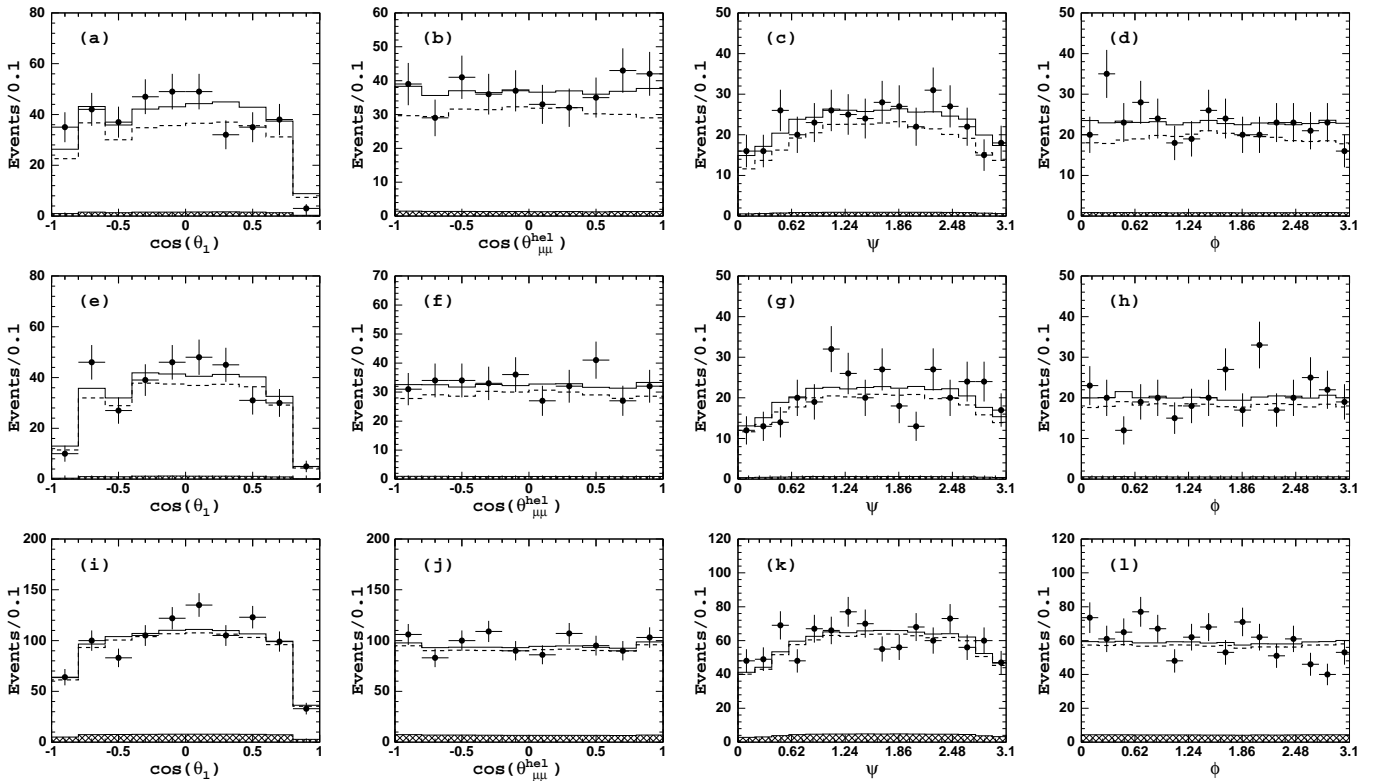 Events/0.1
80
60
40
20
0
(a)
-1 -0.5 0 0.5 1
cos(θ₁)
Events/0.1
60
50
40
30
20
10
0
(b)
-1 -0.5 0 0.5 1
cos(θ^hel_μμ)
Events/0.1
50
40
30
20
10
0
(c)
0 0.62 1.24 1.86 2.48 3.1
ψ
Events/0.1
50
40
30
20
10
0
(d)
0 0.62 1.24 1.86 2.48 3.1
ϕ
Events/0.1
80
60
40
20
0
(e)
-1 -0.5 0 0.5 1
cos(θ₁)
Events/0.1
70
60
50
40
30
20
10
0
(f)
-1 -0.5 0 0.5 1
cos(θ^hel_μμ)
Events/0.1
50
40
30
20
10
0
(g)
0 0.62 1.24 1.86 2.48 3.1
ψ
Events/0.1
50
40
30
20
10
0
(h)
0 0.62 1.24 1.86 2.48 3.1
ϕ
Events/0.1
200
150
100
50
0
(i)
-1 -0.5 0 0.5 1
cos(θ₁)
Events/0.1
200
150
100
50
0
(j)
-1 -0.5 0 0.5 1
cos(θ^hel_μμ)
Events/0.1
120
100
80
60
40
20
0
(k)
0 0.62 1.24 1.86 2.48 3.1
ψ
Events/0.1
120
100
80
60
40
20
0
(l)
0 0.62 1.24 1.86 2.48 3.1
ϕ